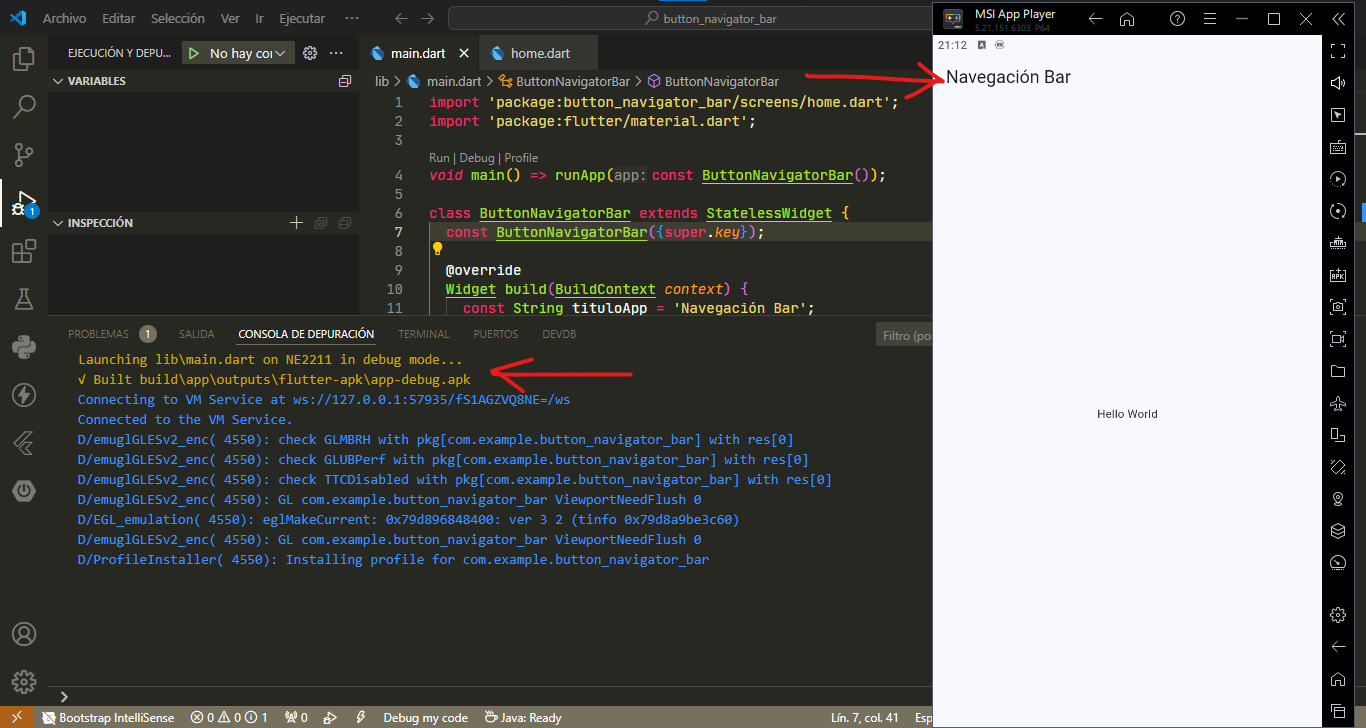 Archivo Editar Selección Ver Ir Ejecutar ··· button_navigator_bar
EJECUCIÓN Y DEPU... No hay coi ···
main.dart home.dart
VARIABLES
lib > main.dart > ButtonNavigatorBar > ButtonNavigatorBar
1 import 'package:button_navigator_bar/screens/home.dart';
2 import 'package:flutter/material.dart';
3
Run | Debug | Profile
4 void main() => runApp(app: const ButtonNavigatorBar());
5
INSPECCIÓN
6 class ButtonNavigatorBar extends StatelessWidget {
7 const ButtonNavigatorBar({super.key});
8
9 @override
10 Widget build(BuildContext context) {
11 const String tituloApp = 'Navegación Bar';
PROBLEMAS 1 SALIDA CONSOLA DE DEPURACIÓN TERMINAL PUERTOS DEVDB Filtro (po
Launching lib\main.dart on NE2211 in debug mode...
√ Built build\app\outputs\flutter-apk\app-debug.apk
Connecting to VM Service at ws://127.0.0.1:57935/fS1AGZVQ8NE=/ws
Connected to the VM Service.
D/emuglGLESv2_enc( 4550): check GLMBRH with pkg[com.example.button_navigator_bar] with res[0]
D/emuglGLESv2_enc( 4550): check GLUBPerf with pkg[com.example.button_navigator_bar] with res[0]
D/emuglGLESv2_enc( 4550): check TTCDisabled with pkg[com.example.button_navigator_bar] with res[0]
D/emuglGLESv2_enc( 4550): GL com.example.button_navigator_bar ViewportNeedFlush 0
D/EGL_emulation( 4550): eglMakeCurrent: 0x79d896848400: ver 3 2 (tinfo 0x79d8a9be3c60)
D/emuglGLESv2_enc( 4550): GL com.example.button_navigator_bar ViewportNeedFlush 0
D/ProfileInstaller( 4550): Installing profile for com.example.button_navigator_bar
1
Bootstrap IntelliSense 0 0 1 0 Debug my code Java: Ready Lín. 7, col. 41 Esp
MSI App Player
5.21.151.6303 P64
21:12 A
Navegación Bar
Hello World
APK